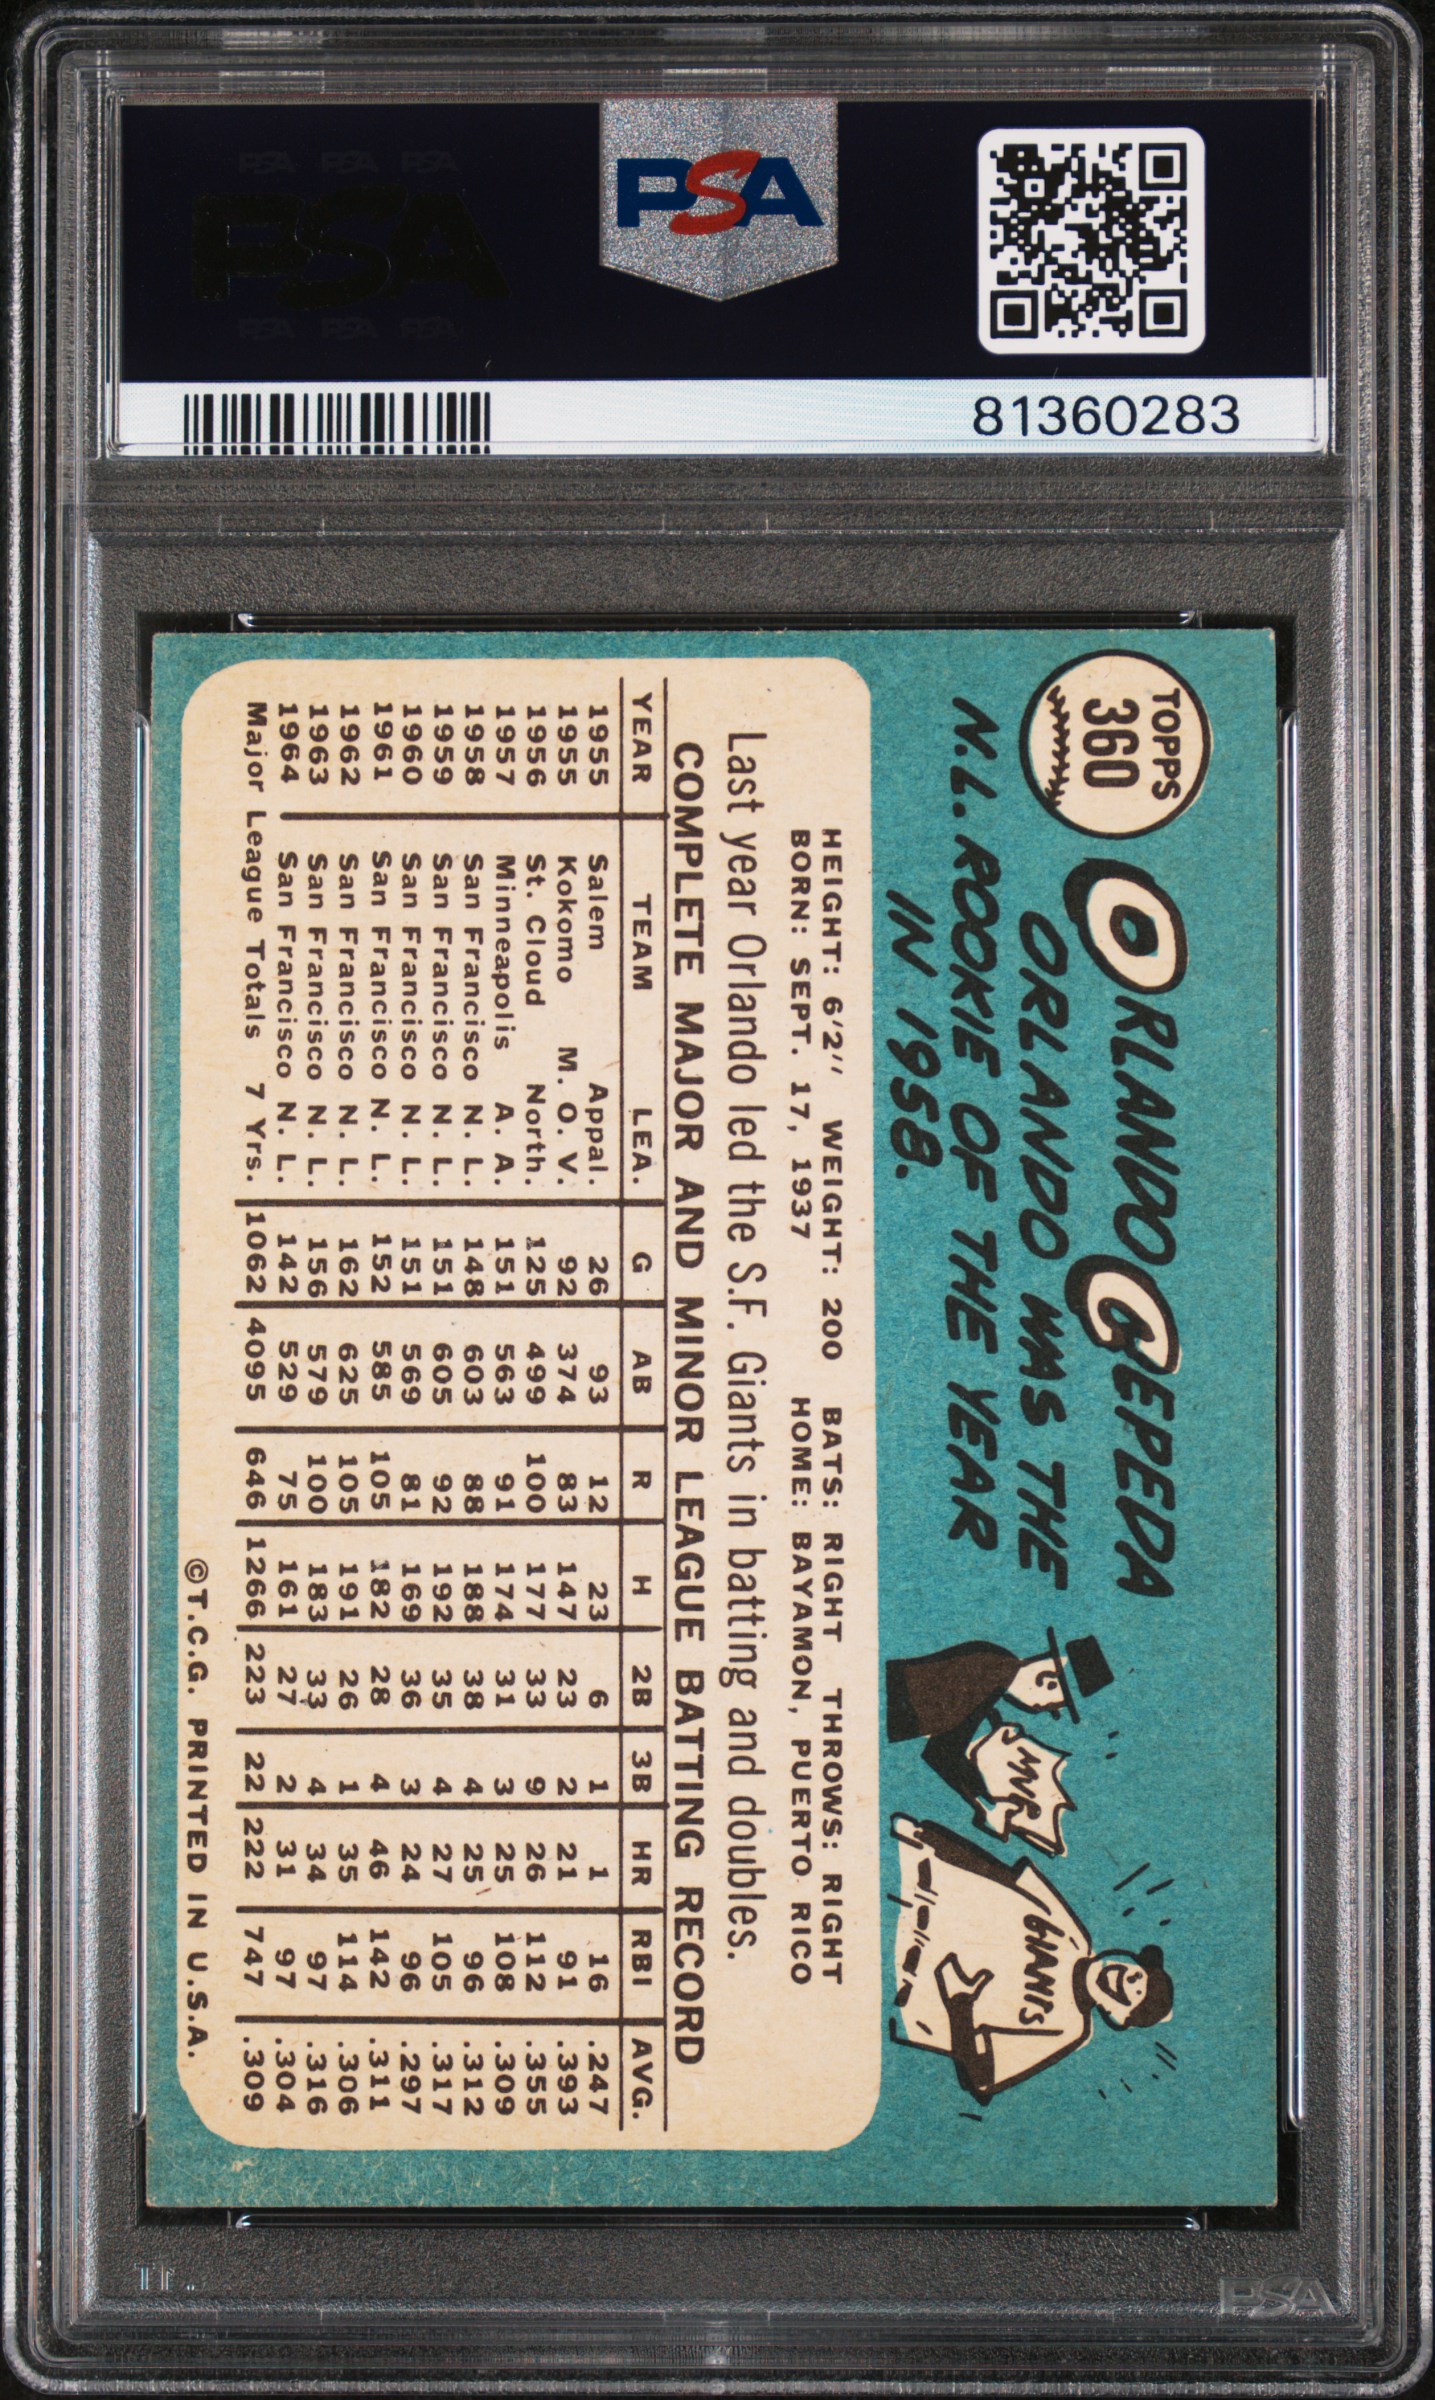 PSA PSA PSA
PSA
PSA PSA PSA
PSA
81360283
TOPPS
360
ORLANDO CEPEDA
ORLANDO WAS THE
N.L. ROOKIE OF THE YEAR
IN 1958.
GIANTS
HEIGHT: 6'2" WEIGHT: 200 BATS: RIGHT THROWS: RIGHT
BORN: SEPT. 17, 1937 HOME: BAYAMON, PUERTO RICO
Last year Orlando led the S.F. Giants in batting and doubles.
COMPLETE MAJOR AND MINOR LEAGUE BATTING RECORD
YEAR TEAM LEA. G AB R H 2B 3B HR RBI AVG.
1955 Salem Appal. 26 93 12 23 6 1 1 16 .247
1955 Kokomo M. O. V. 92 374 83 147 23 2 21 91 .393
1956 St. Cloud North. 125 499 100 177 33 9 26 112 .355
1957 Minneapolis A. A. 151 563 91 174 31 3 25 108 .309
1958 San Francisco N. L. 148 603 88 188 38 4 25 96 .312
1959 San Francisco N. L. 151 605 92 192 35 4 27 105 .317
1960 San Francisco N. L. 151 569 81 169 36 3 24 96 .297
1961 San Francisco N. L. 152 585 105 182 28 4 46 142 .311
1962 San Francisco N. L. 162 625 105 191 26 1 35 114 .306
1963 San Francisco N. L. 156 579 100 183 33 4 34 97 .316
1964 San Francisco N. L. 142 529 75 161 27 2 31 97 .304
Major League Totals 7 Yrs. 1062 4095 646 1266 223 22 222 747 .309
©T.C.G. PRINTED IN U.S.A.
PSA